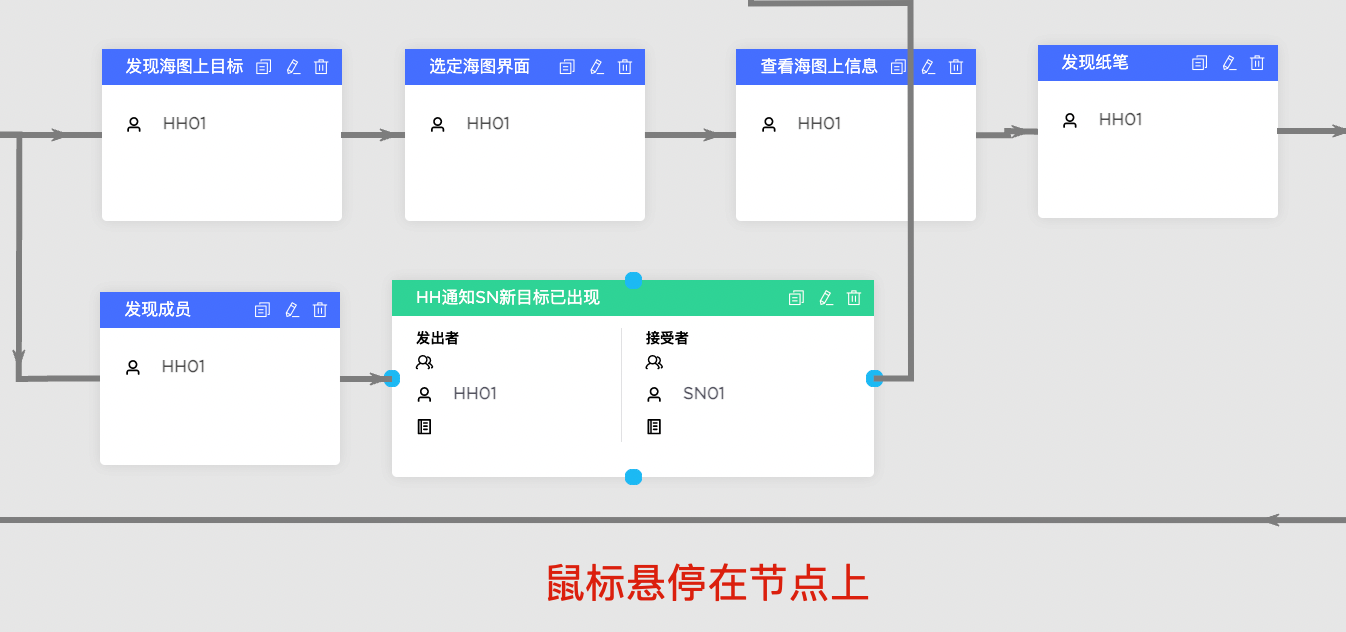 发现海图上目标
选定海图界面
查看海图上信息
发现纸笔
HH01
HH01
HH01
HH01
发现成员
HH通知SN新目标已出现
HH01
发出者
接受者
HH01
SN01
鼠标悬停在节点上